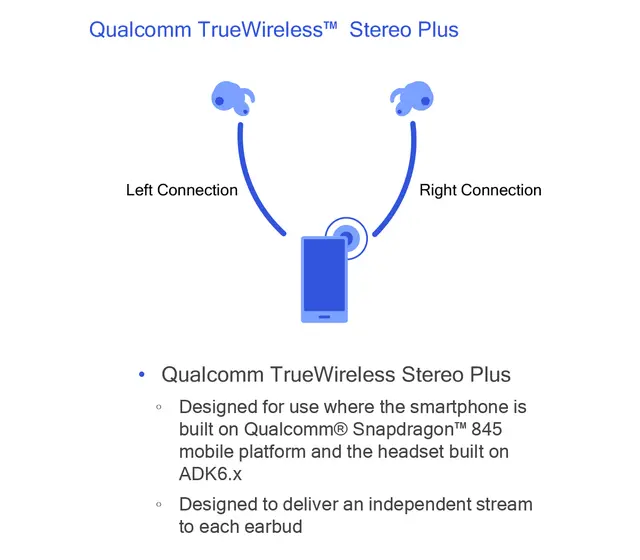 Qualcomm TrueWireless™ Stereo Plus
Left Connection
Right Connection
• Qualcomm TrueWireless Stereo Plus
○ Designed for use where the smartphone is
built on Qualcomm® Snapdragon™ 845
mobile platform and the headset built on
ADK6.x
○ Designed to deliver an independent stream
to each earbud